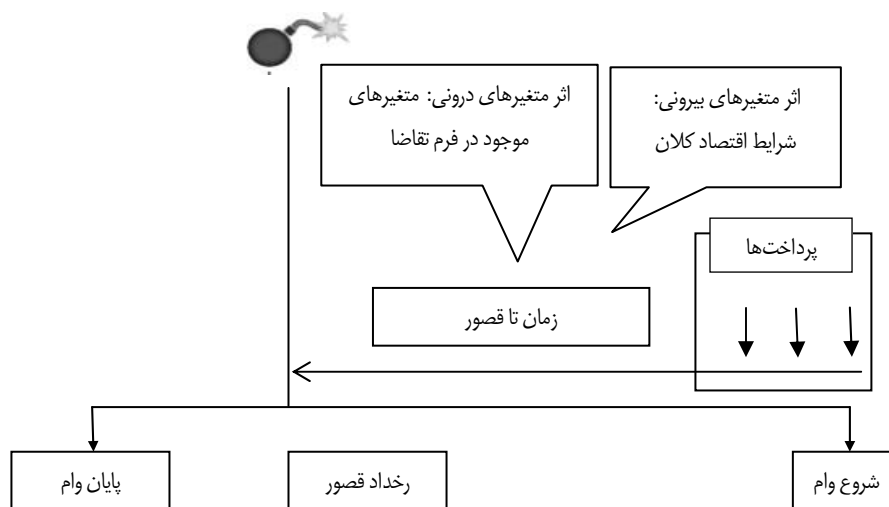 اثر متغیرهای بیرونی:
شرایط اقتصاد کلان
اثر متغیرهای درونی: متغیرهای
موجود در فرم تقاضا
پرداخت‌ها
زمان تا قصور
شروع وام
رخداد قصور
پایان وام